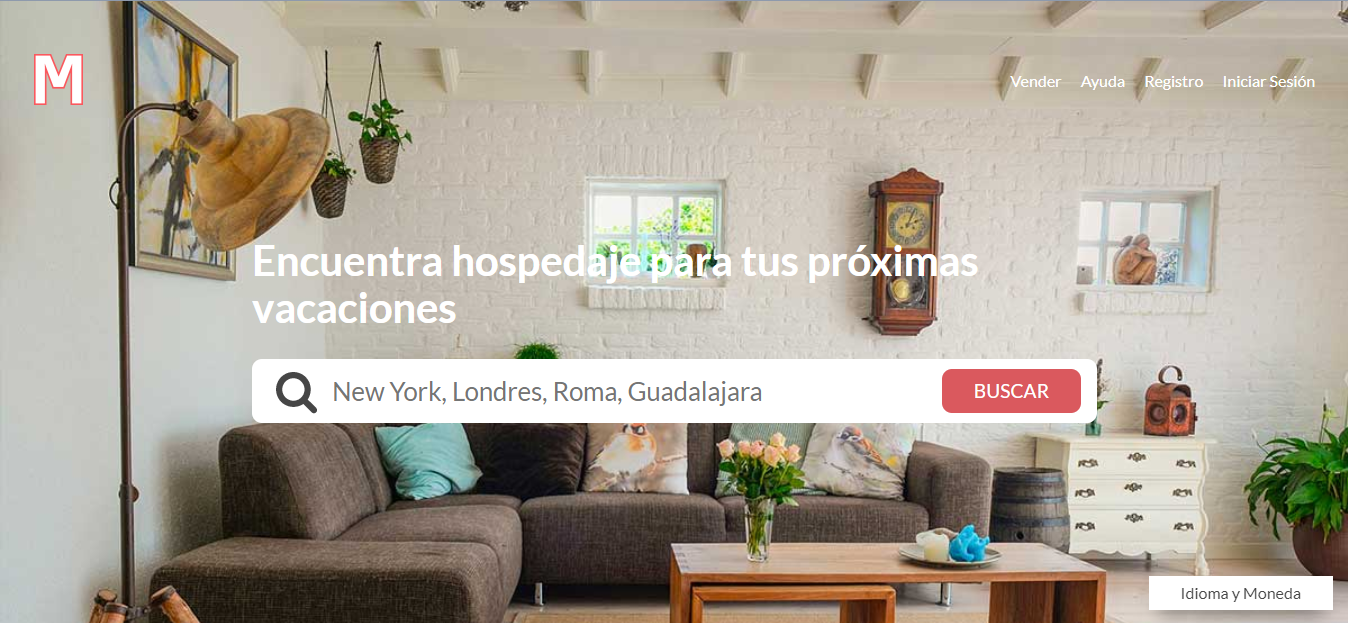 M
Vender Ayuda Registro Iniciar Sesión
Encuentra hospedaje para tus próximas
vacaciones
New York, Londres, Roma, Guadalajara
BUSCAR
Idioma y Moneda